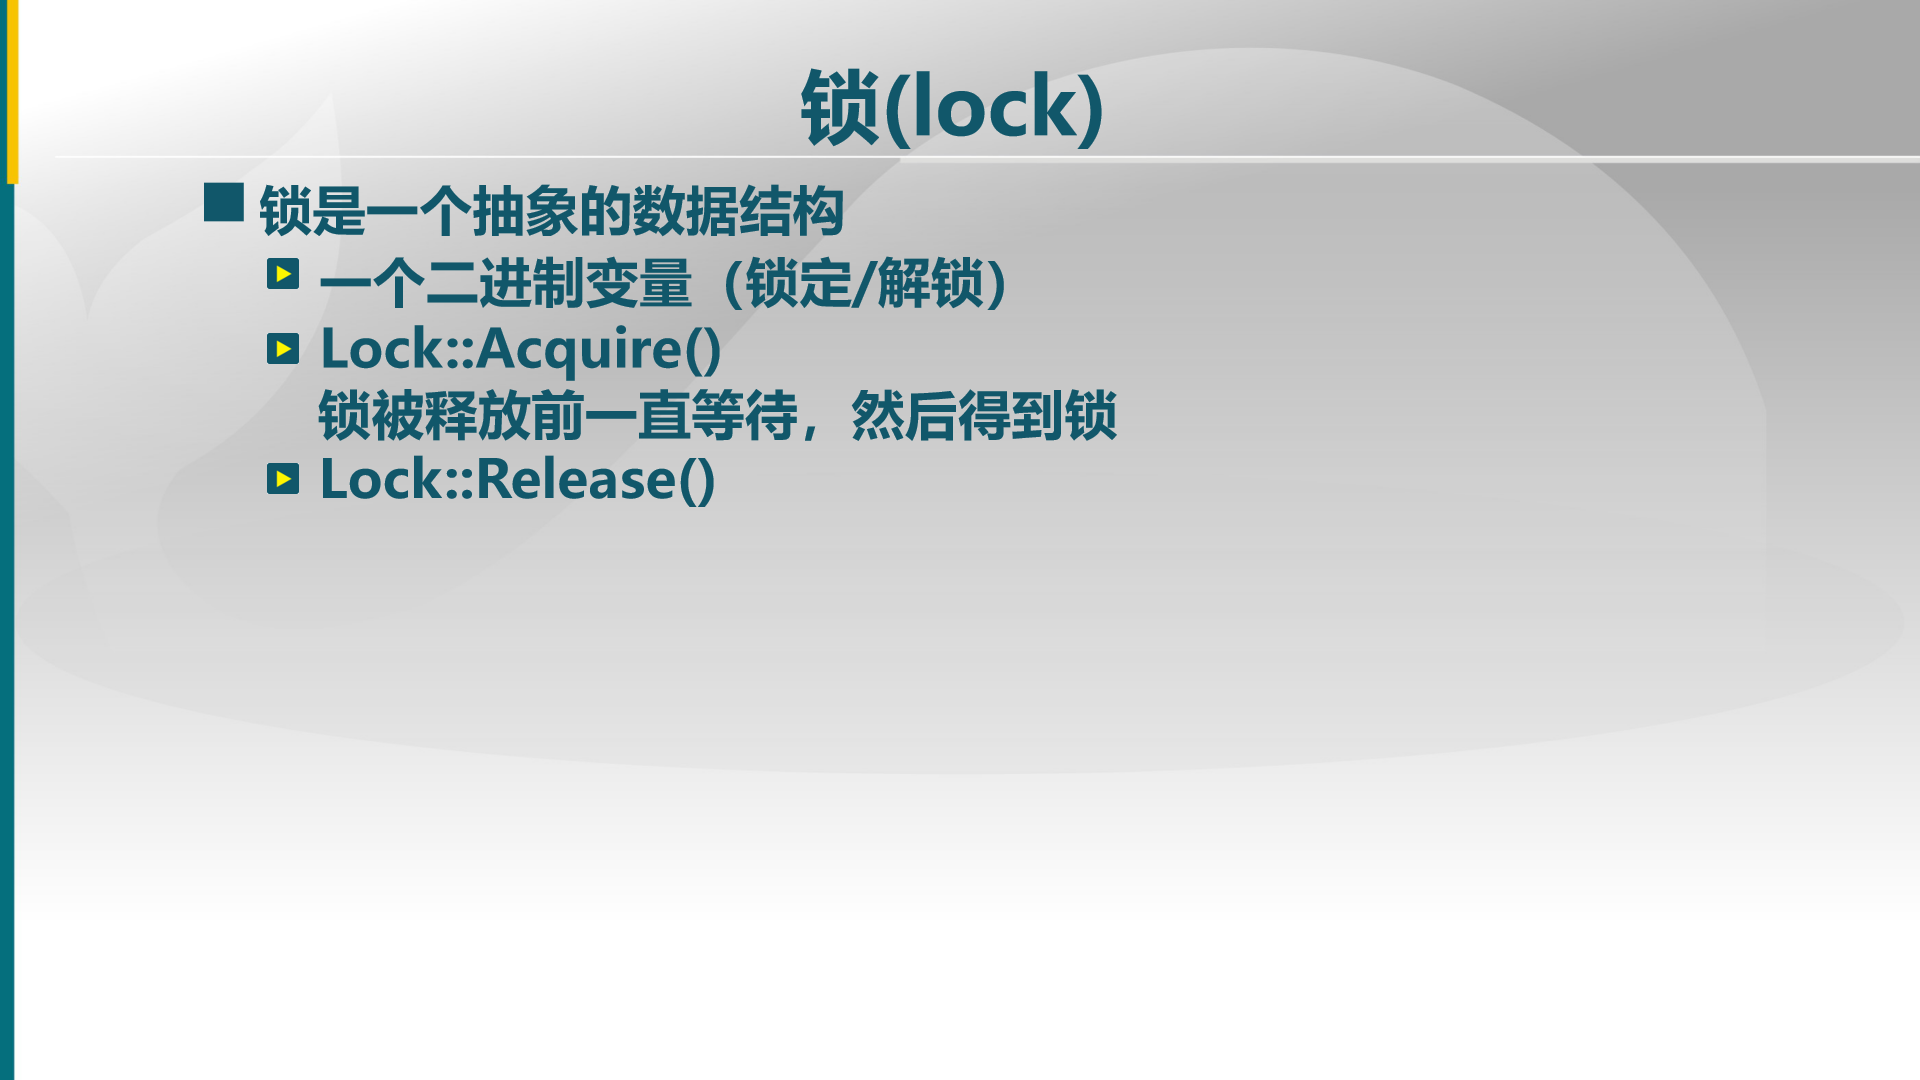 锁(lock)
锁是一个抽象的数据结构
一个二进制变量（锁定/解锁）
Lock::Acquire()
锁被释放前一直等待，然后得到锁
Lock::Release()